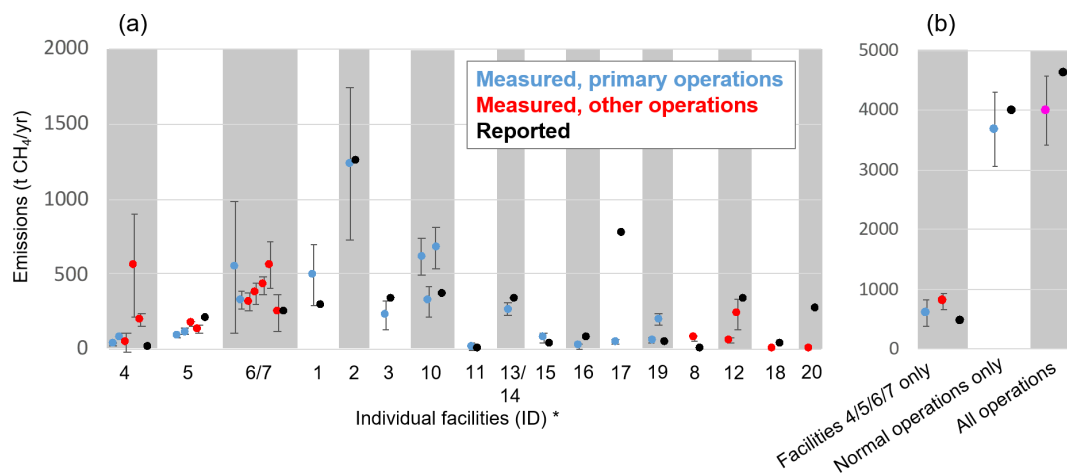 (a)
(b)
2000
1500
1000
500
0
Emissions (t CH₄/yr)
Measured, primary operations
Measured, other operations
Reported
4 5 6/7 1 2 3 10 11 13/ 15 16 17 19 8 12 18 20
14
Individual facilities (ID) *
5000
4000
3000
2000
1000
0
Facilities 4/5/6/7 only
Normal operations only
All operations